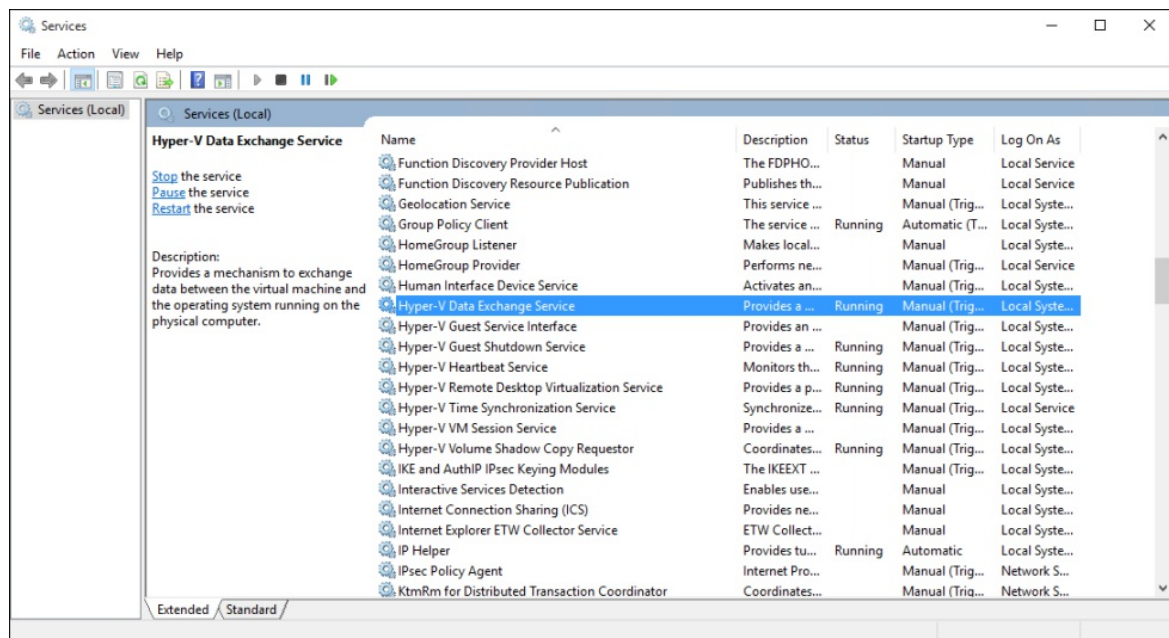 Services
File Action View Help
Services (Local)
Services (Local)
Hyper-V Data Exchange Service
Stop the service
Pause the service
Restart the service
Description:
Provides a mechanism to exchange
data between the virtual machine and
the operating system running on the
physical computer.
Name Description Status Startup Type Log On As
Function Discovery Provider Host The FDPHO... Manual Local Service
Function Discovery Resource Publication Publishes th... Manual Local Service
Geolocation Service This service ... Manual (Trig... Local Syste...
Group Policy Client The service ... Running Automatic (T... Local Syste...
HomeGroup Listener Makes local... Manual Local Syste...
HomeGroup Provider Performs ne... Manual (Trig... Local Service
Human Interface Device Service Activates an... Manual (Trig... Local Syste...
Hyper-V Data Exchange Service Provides a ... Running Manual (Trig... Local Syste...
Hyper-V Guest Service Interface Provides an ... Manual (Trig... Local Syste...
Hyper-V Guest Shutdown Service Provides a ... Running Manual (Trig... Local Syste...
Hyper-V Heartbeat Service Monitors th... Running Manual (Trig... Local Syste...
Hyper-V Remote Desktop Virtualization Service Provides a p... Running Manual (Trig... Local Syste...
Hyper-V Time Synchronization Service Synchronize... Running Manual (Trig... Local Service
Hyper-V VM Session Service Provides a ... Manual (Trig... Local Syste...
Hyper-V Volume Shadow Copy Requestor Coordinates... Running Manual (Trig... Local Syste...
IKE and AuthIP IPsec Keying Modules The IKEEXT ... Manual (Trig... Local Syste...
Interactive Services Detection Enables use... Manual Local Syste...
Internet Connection Sharing (ICS) Provides ne... Manual Local Syste...
Internet Explorer ETW Collector Service ETW Collect... Manual Local Syste...
IP Helper Provides tu... Running Automatic Local Syste...
IPsec Policy Agent Internet Pro... Manual (Trig... Network S...
KtmRm for Distributed Transaction Coordinator Coordinates... Manual (Trig... Network S...
Extended Standard